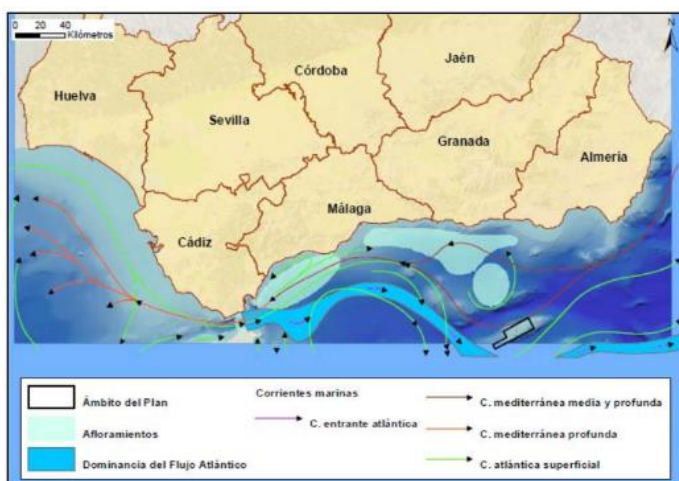 0 20 40
Kilómetros
N
Huelva
Sevilla
Córdoba
Jaén
Granada
Almería
Málaga
Cádiz
Ámbito del Plan
Afloramientos
Dominancia del Flujo Atlántico
Corrientes marinas
C. entrante atlántica
C. mediterránea media y profunda
C. mediterránea profunda
C. atlántica superficial